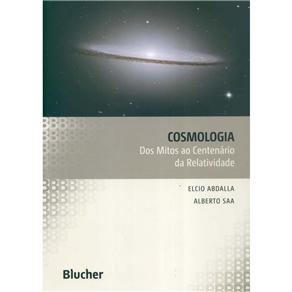 COSMOLOGIA
Dos Mitos ao Centenário
da Relatividade
ELCIO ABDALLA
ALBERTO SAA
Blucher